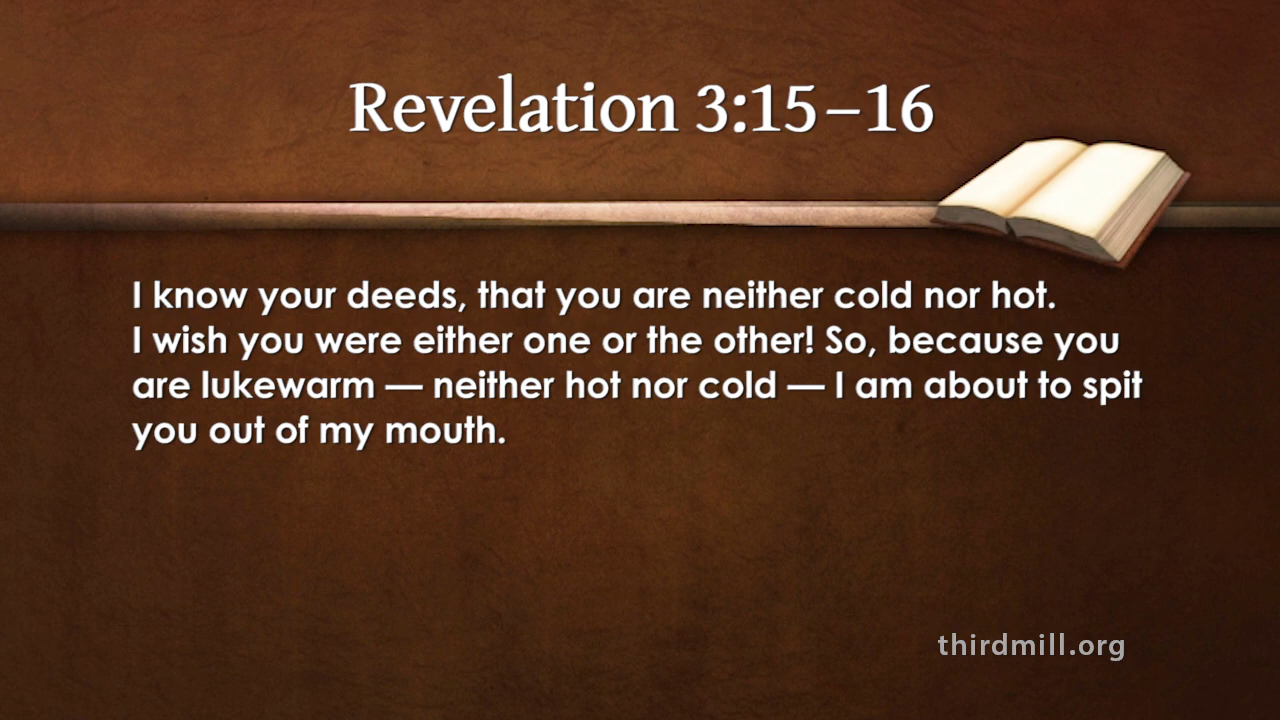 Revelation 3:15–16
I know your deeds, that you are neither cold nor hot.
I wish you were either one or the other! So, because you
are lukewarm — neither hot nor cold — I am about to spit
you out of my mouth.
thirdmill.org